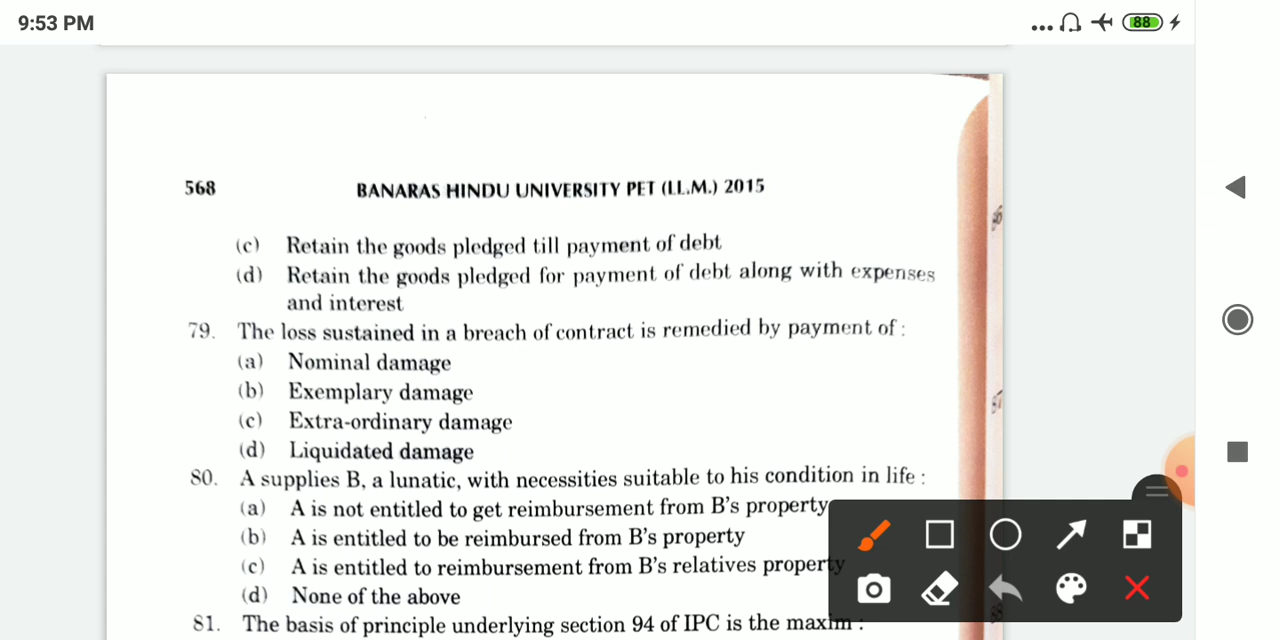 9:53 PM
... 88
568 BANARAS HINDU UNIVERSITY PET (LL.M.) 2015
(c) Retain the goods pledged till payment of debt
(d) Retain the goods pledged for payment of debt along with expenses
and interest
79. The loss sustained in a breach of contract is remedied by payment of :
(a) Nominal damage
(b) Exemplary damage
(c) Extra-ordinary damage
(d) Liquidated damage
80. A supplies B, a lunatic, with necessities suitable to his condition in life :
(a) A is not entitled to get reimbursement from B's property
(b) A is entitled to be reimbursed from B's property
(c) A is entitled to reimbursement from B's relatives property
(d) None of the above
81. The basis of principle underlying section 94 of IPC is the maxim :